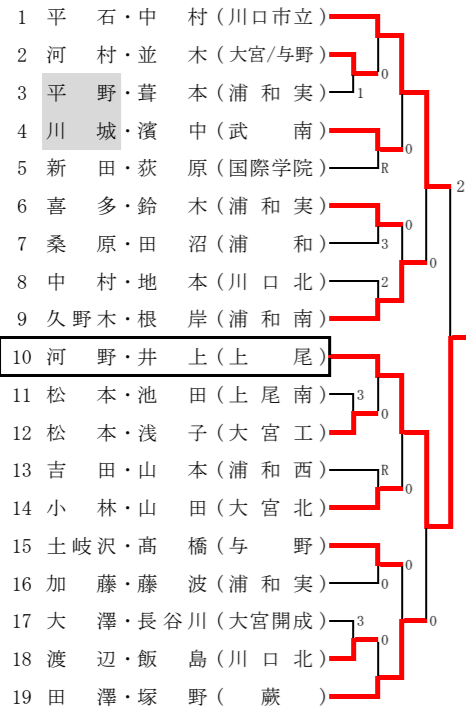 1 平石・中村(川口市立)
2 河村・並木(大宮/与野)
0
3 平野・葺本(浦和実)
1
4 川城・濱中(武南)
0
5 新田・荻原(国際学院)
R
2
6 喜多・鈴木(浦和実)
0
7 桑原・田沼(浦和)
3
0
8 中村・地本(川口北)
2
9 久野木・根岸(浦和南)
10 河野・井上(上尾)
11 松本・池田(上尾南)
3
0
12 松本・浅子(大宮工)
13 吉田・山本(浦和西)
R
0
14 小林・山田(大宮北)
15 土岐沢・髙橋(与野)
0
16 加藤・藤波(浦和実)
0
17 大澤・長谷川(大宮開成)
3
0
0
18 渡辺・飯島(川口北)
0
19 田澤・塚野(蕨)